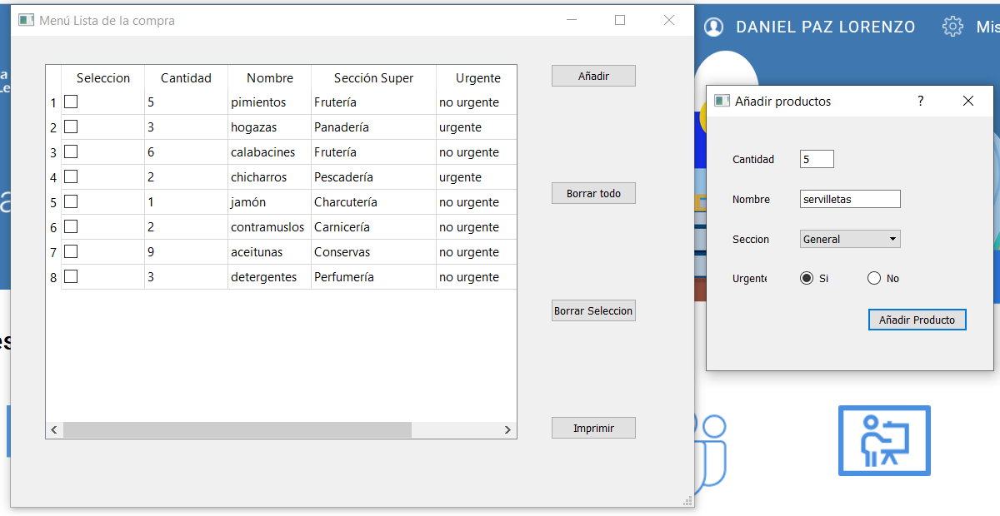 Menú Lista de la compra
DANIEL PAZ LORENZO
Mis
Seleccion Cantidad Nombre Sección Super Urgente
1 5 pimientos Frutería no urgente
2 3 hogazas Panadería urgente
3 6 calabacines Frutería no urgente
4 2 chicharros Pescadería urgente
5 1 jamón Charcutería no urgente
6 2 contramuslos Carnicería no urgente
7 9 aceitunas Conservas no urgente
8 3 detergentes Perfumería no urgente
Añadir
Borrar todo
Borrar Seleccion
Imprimir
Añadir productos ?
Cantidad 5
Nombre servilletas
Seccion General
Urgente Si No
Añadir Producto